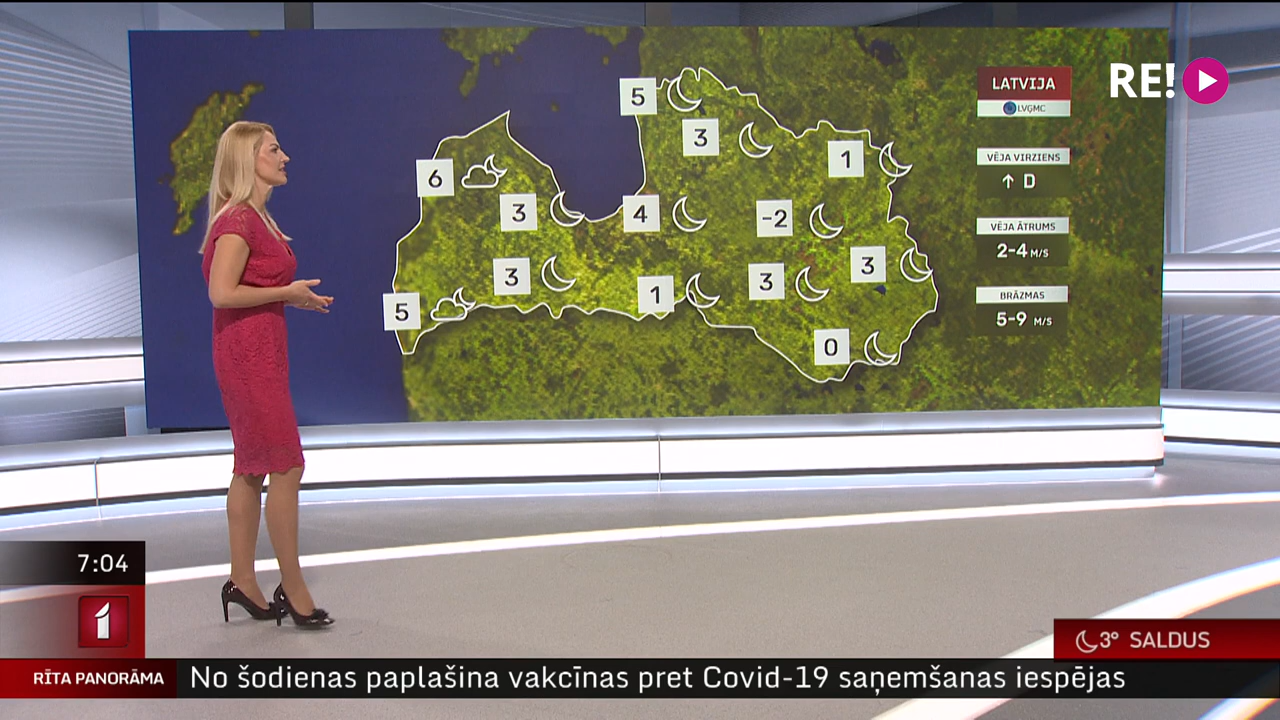 RE!
LATVIJA
LVĢMC
VĒJA VIRZIENS
↑ D
VĒJA ĀTRUMS
2-4 M/S
BRĀZMAS
5-9 M/S
5
3
1
6
3
4
-2
3
3
5
1
3
0
7:04
1
3° SALDUS
RĪTA PANORĀMA
No šodienas paplašina vakcīnas pret Covid-19 saņemšanas iespējas